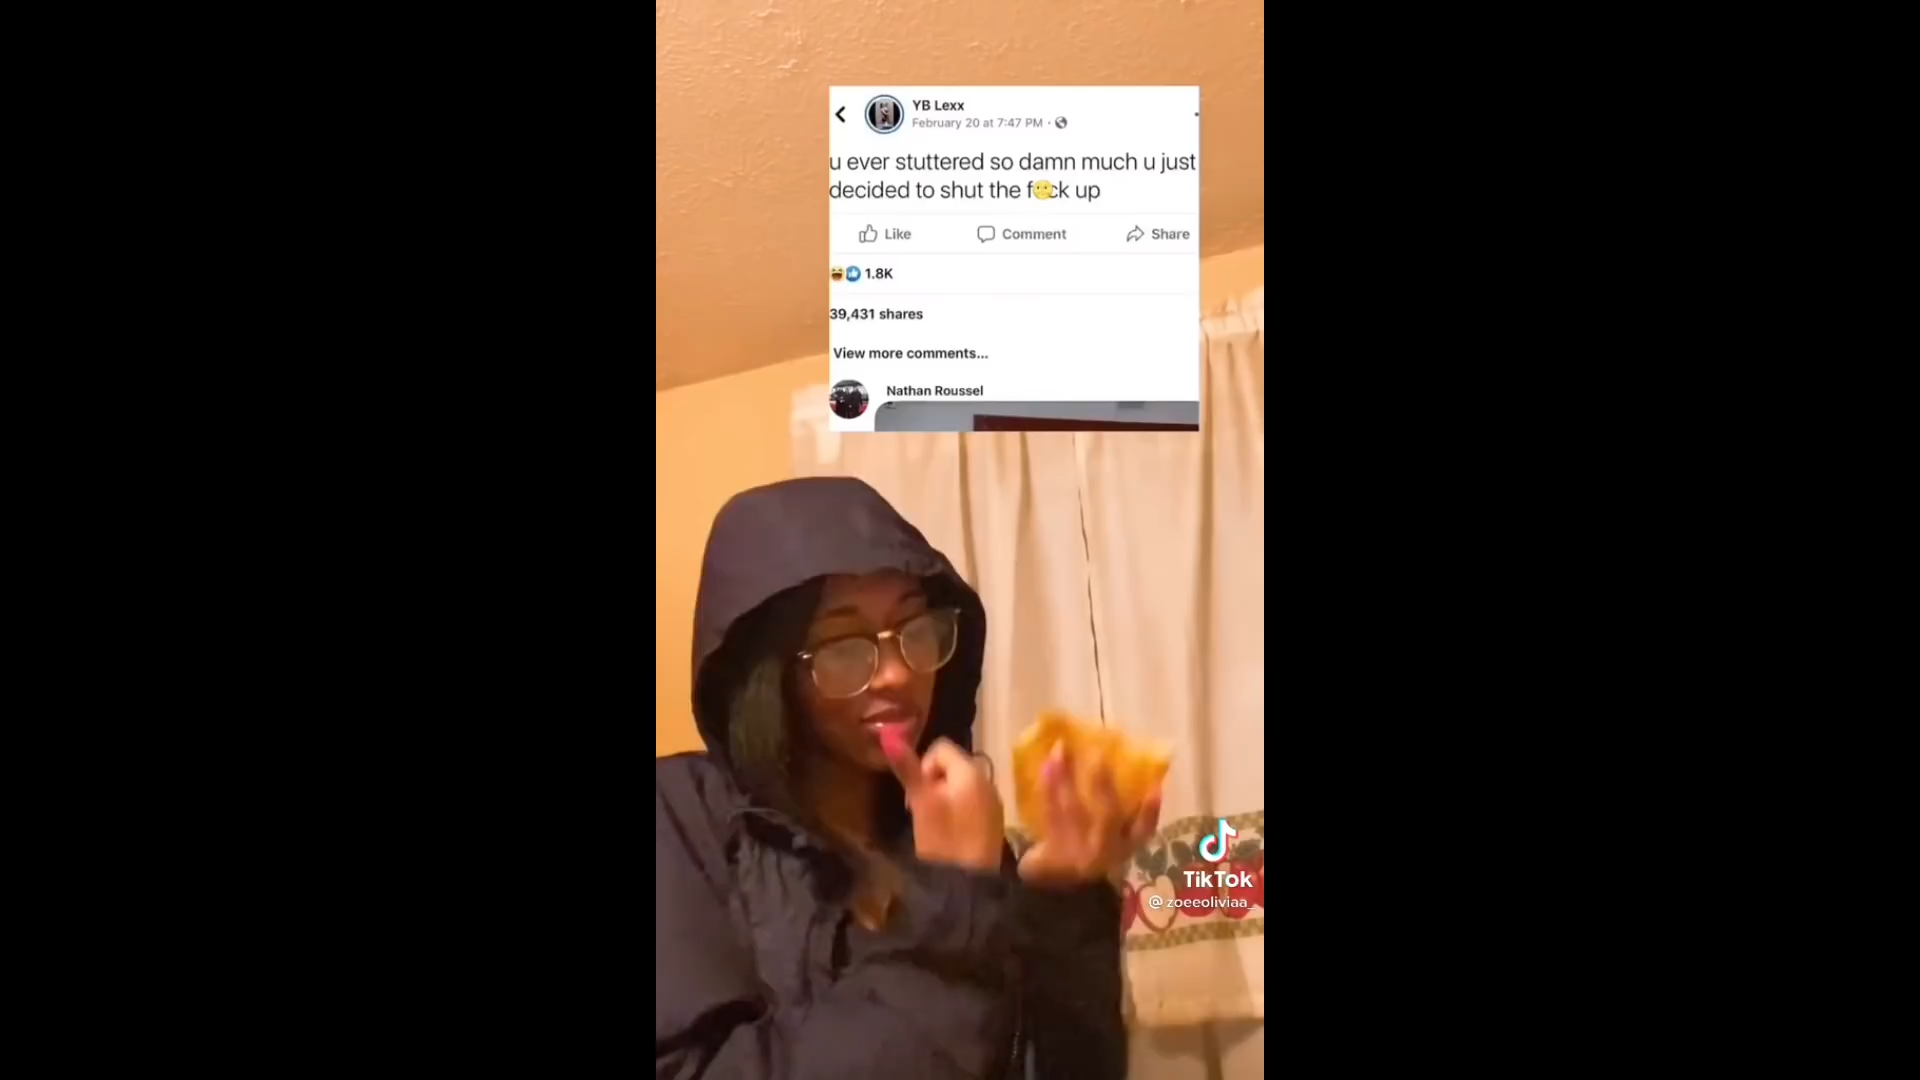 YB Lexx
February 20 at 7:47 PM ·
u ever stuttered so damn much u just
decided to shut the f🤫ck up
Like Comment Share
1.8K
39,431 shares
View more comments...
Nathan Roussel
TikTok
@zoeeoliviaa_